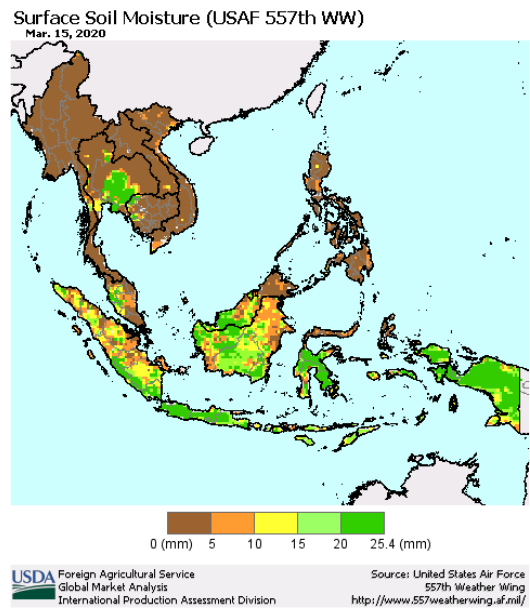 Surface Soil Moisture (USAF 557th WW)
Mar. 15, 2020
0 (mm) 5 10 15 20 25.4 (mm)
USDA Foreign Agricultural Service
Global Market Analysis
International Production Assessment Division
Source: United States Air Force
557th Weather Wing
http://www.557weatherwing.af.mil/